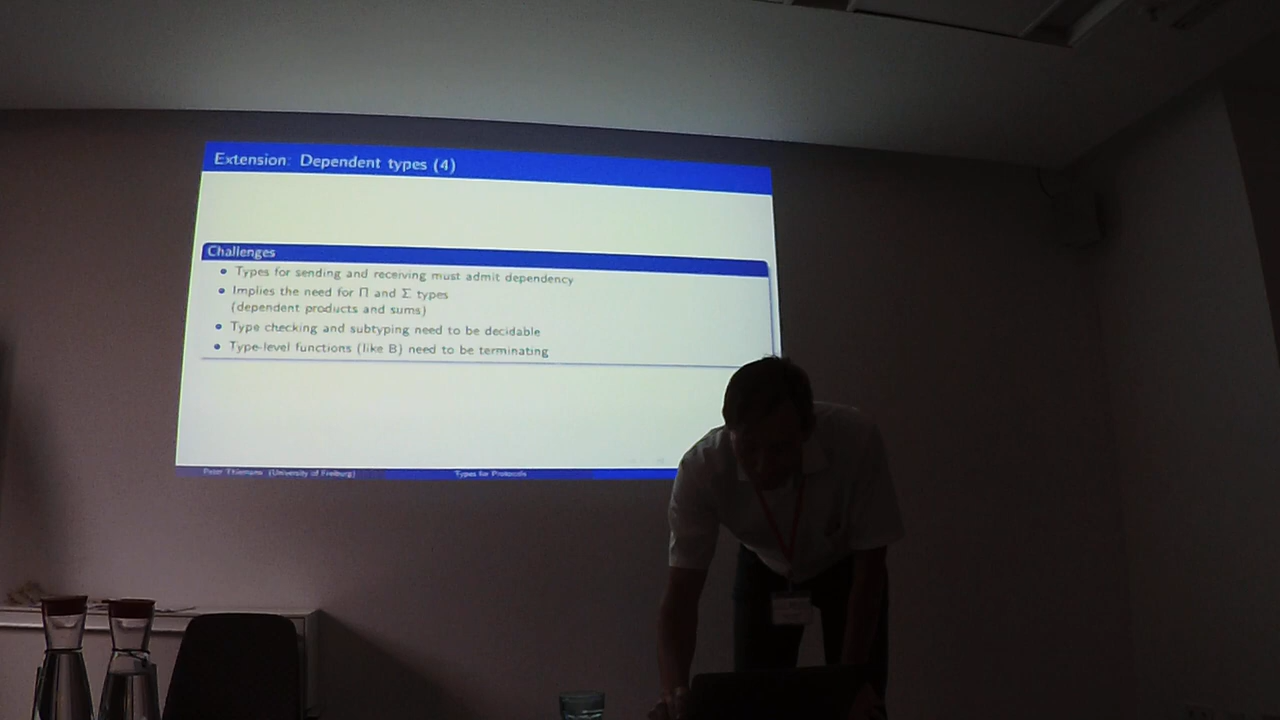 Extension: Dependent types (4)
Challenges
Types for sending and receiving must admit dependency
Implies the need for Π and Σ types
(dependent products and sums)
Type checking and subtyping need to be decidable
Type-level functions (like B) need to be terminating
Peter Thiemann (University of Freiburg)
Types for Protocols